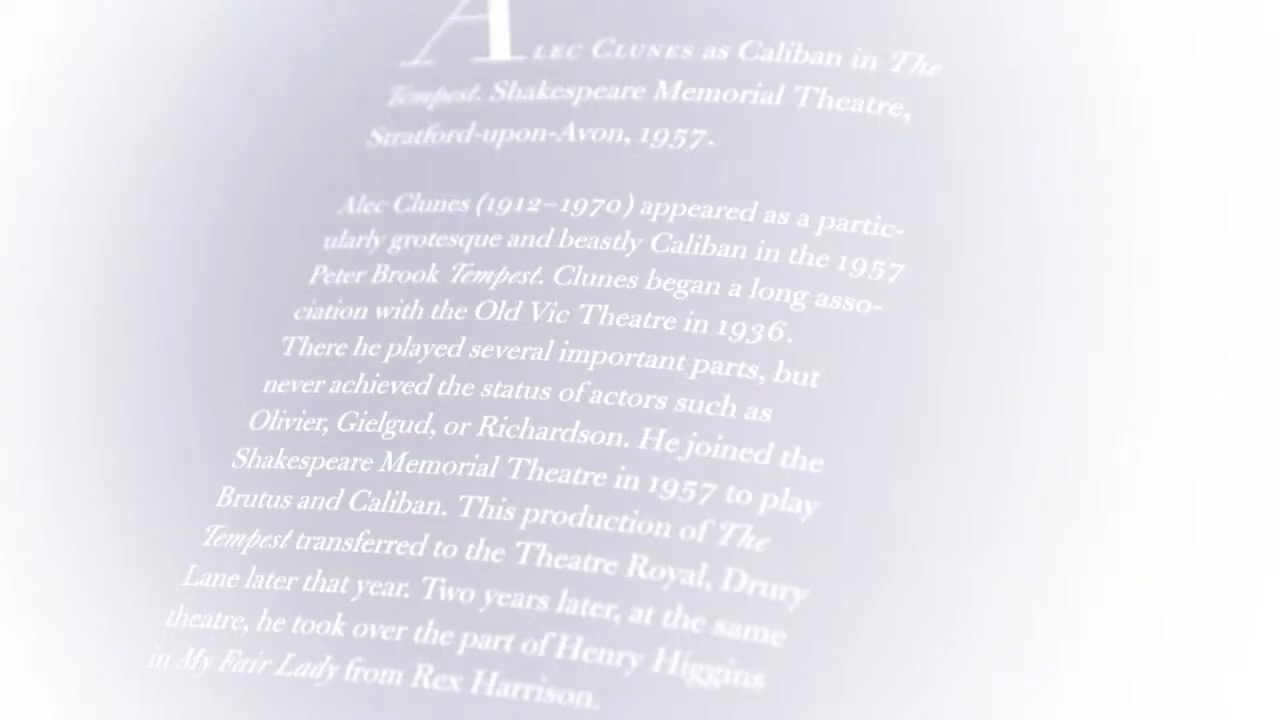 ALEC CLUNES as Caliban in The
Tempest. Shakespeare Memorial Theatre,
Stratford-upon-Avon, 1957.
Alec Clunes (1912–1970) appeared as a partic-
ularly grotesque and beastly Caliban in the 1957
Peter Brook Tempest. Clunes began a long asso-
ciation with the Old Vic Theatre in 1936.
There he played several important parts, but
never achieved the status of actors such as
Olivier, Gielgud, or Richardson. He joined the
Shakespeare Memorial Theatre in 1957 to play
Brutus and Caliban. This production of The
Tempest transferred to the Theatre Royal, Drury
Lane later that year. Two years later, at the same
theatre, he took over the part of Henry Higgins
in My Fair Lady from Rex Harrison.